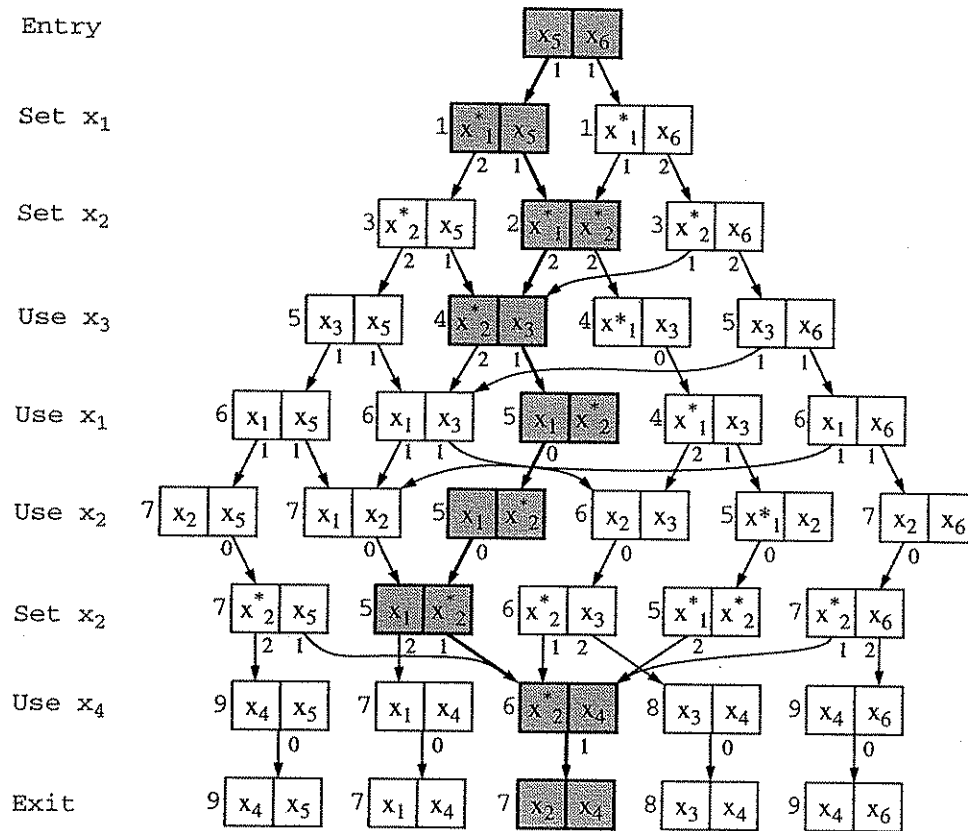 Entry x5 x6
1 1
Set x1 1 x*1 x5 1 x*1 x6
2 1 1 2
Set x2 3 x*2 x5 2 x*1 x*2 3 x*2 x6
2 1 2 2 1 2
Use x3 5 x3 x5 4 x*2 x3 4 x*1 x3 5 x3 x6
1 1 2 1 0 1 1
Use x1 6 x1 x5 6 x1 x3 5 x1 x*2 4 x*1 x3 6 x1 x6
1 1 1 1 0 2 1 1 1
Use x2 7 x2 x5 7 x1 x2 5 x1 x*2 6 x2 x3 5 x*1 x2 7 x2 x6
0 0 0 0 0 0
Set x2 7 x*2 x5 5 x1 x*2 6 x*2 x3 5 x*1 x*2 7 x*2 x6
2 1 2 1 1 2 2 1 2
Use x4 9 x4 x5 7 x1 x4 6 x*2 x4 8 x3 x4 9 x4 x6
0 0 1 0 0
Exit 9 x4 x5 7 x1 x4 7 x2 x4 8 x3 x4 9 x4 x6